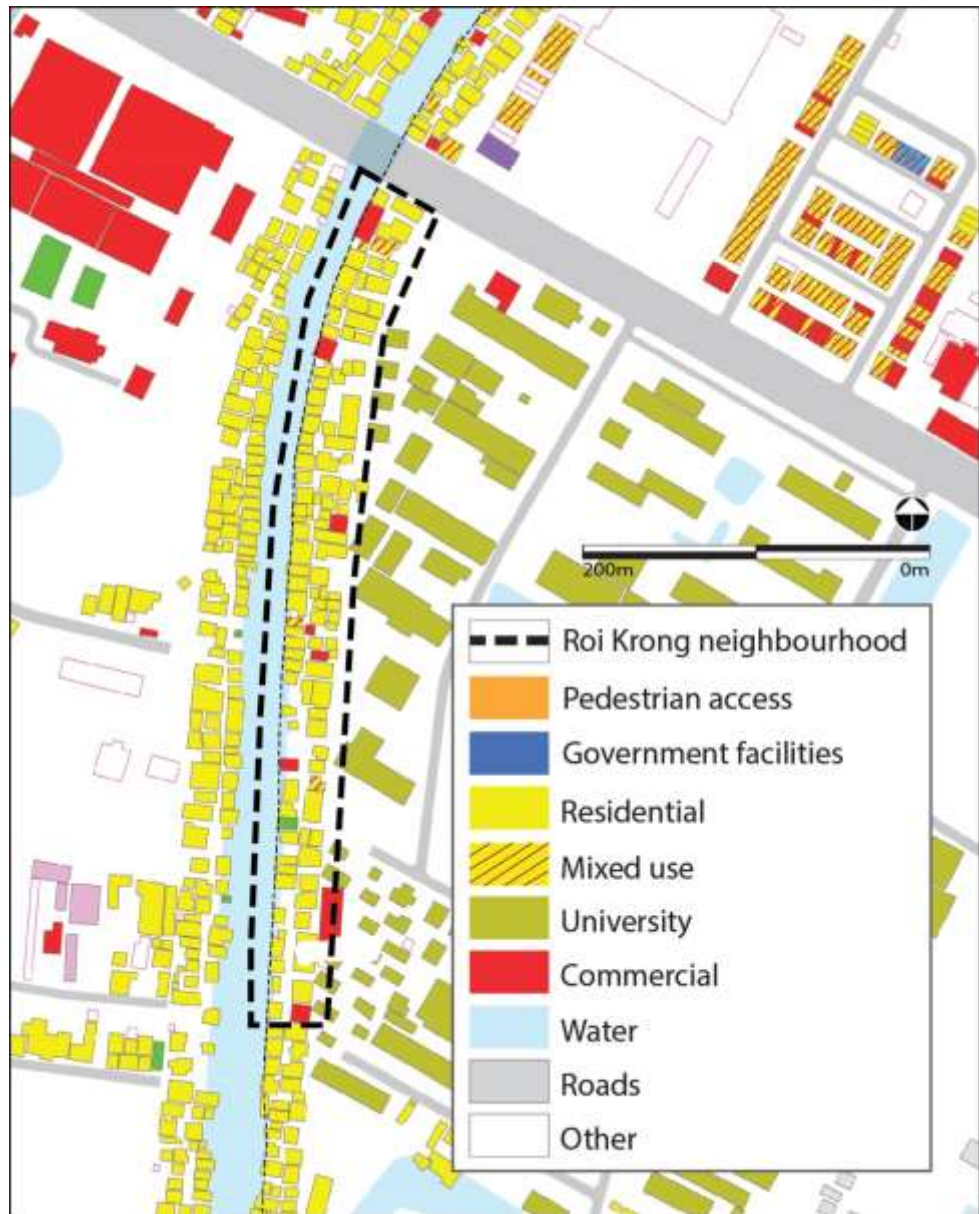 200m 0m
Roi Krong neighbourhood
Pedestrian access
Government facilities
Residential
Mixed use
University
Commercial
Water
Roads
Other